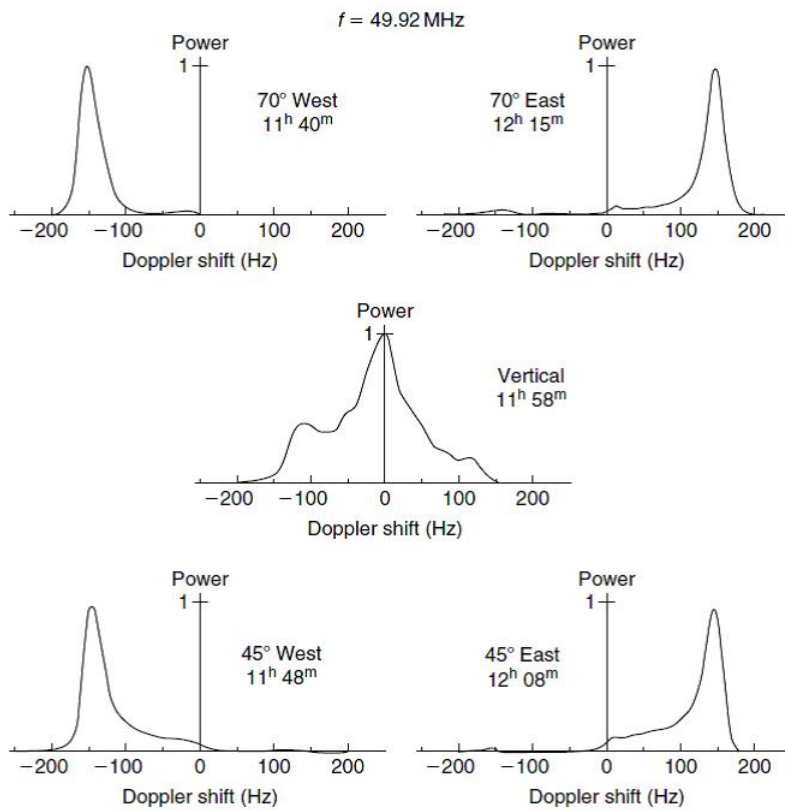 f = 49.92 MHz
Power
1
70° West
11h 40m
−200 −100 0 100 200
Doppler shift (Hz)
Power
1
70° East
12h 15m
−200 −100 0 100 200
Doppler shift (Hz)
Power
1
Vertical
11h 58m
−200 −100 0 100 200
Doppler shift (Hz)
Power
1
45° West
11h 48m
−200 −100 0 100 200
Doppler shift (Hz)
Power
1
45° East
12h 08m
−200 −100 0 100 200
Doppler shift (Hz)